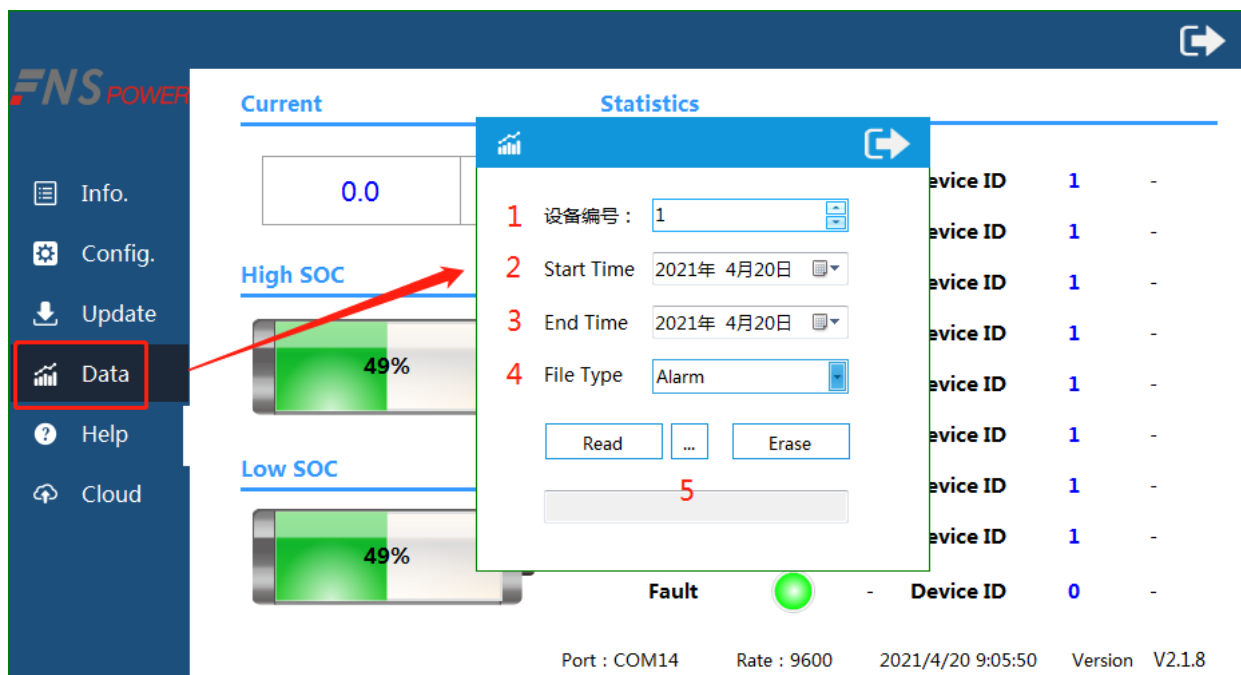 ENS POWER
Current
Statistics
Info.
Config.
Update
Data
Help
Cloud
0.0
High SOC
49%
Low SOC
49%
1 设备编号： 1
2 Start Time 2021年 4月20日
3 End Time 2021年 4月20日
4 File Type Alarm
Read ... Erase
5
evice ID 1 -
evice ID 1 -
evice ID 1 -
evice ID 1 -
evice ID 1 -
evice ID 1 -
evice ID 1 -
evice ID 1 -
Fault - Device ID 0 -
Port : COM14 Rate : 9600 2021/4/20 9:05:50 Version V2.1.8